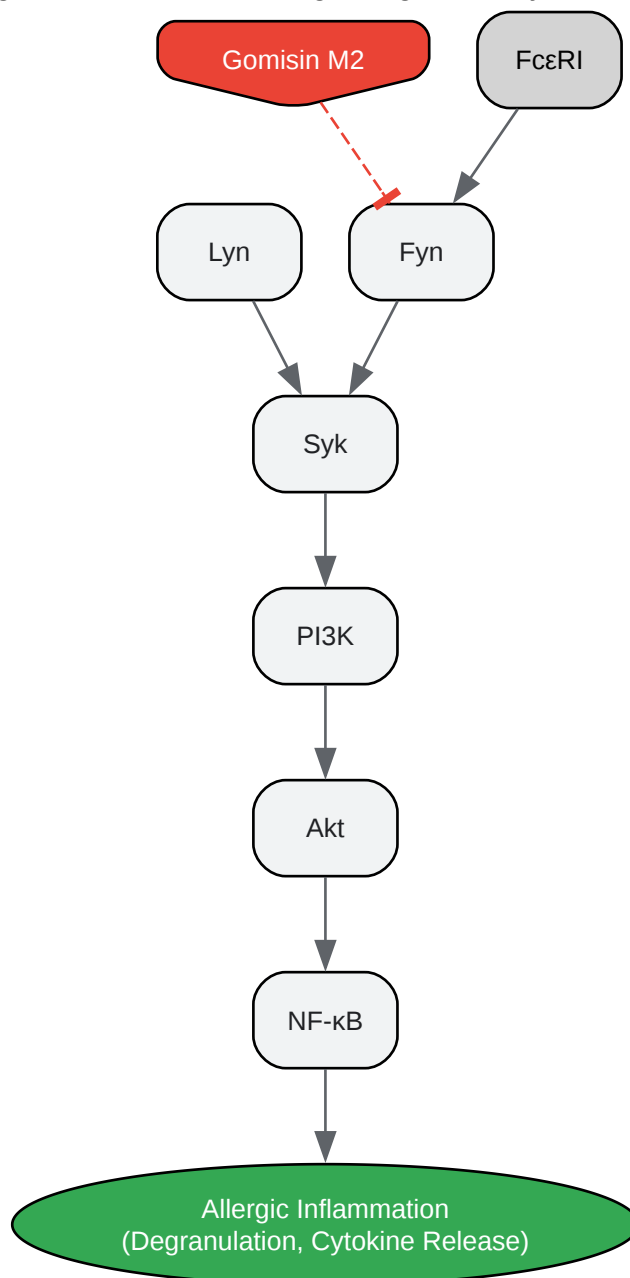 Gomisin M2
FcεRI
Lyn
Fyn
Syk
PI3K
Akt
NF-κB
Allergic Inflammation
(Degranulation, Cytokine Release)